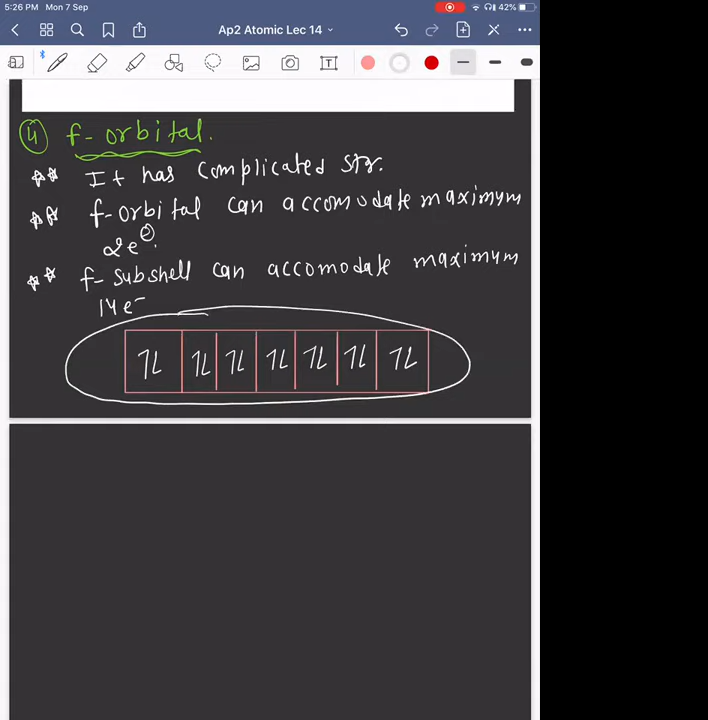 5:26 PM Mon 7 Sep
42%
Ap2 Atomic Lec 14
T
4 f-orbital.
It has complicated str.
f-orbital can accomodate maximum
2e⊖.
f-subshell can accomodate maximum
14e-